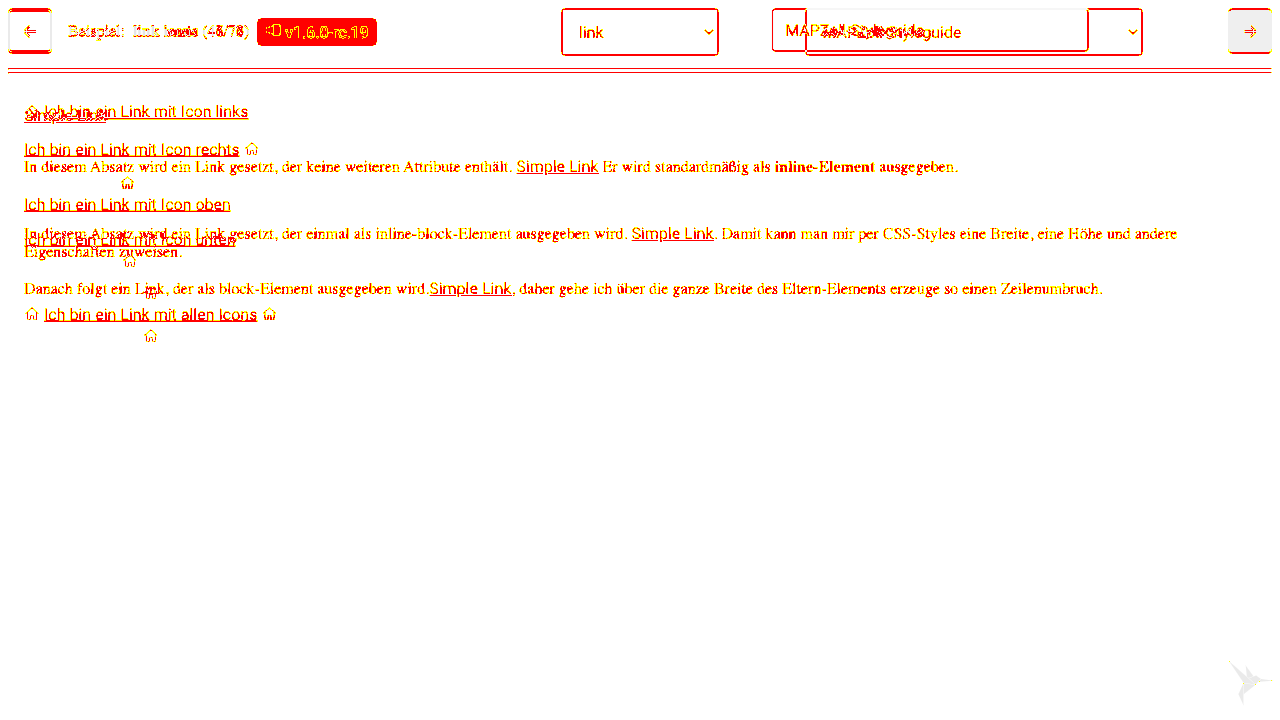 Beispiel: link (/78) v1.6.0-rc.19 link Styleguide
Ich bin ein Link mit Icon links
Simple Link
Ich bin ein Link mit Icon rechts
In diesem Absatz wird ein Link gesetzt, der keine weiteren Attribute enthält. Simple Link Er wird standardmäßig als inline-Element ausgegeben.
Ich bin ein Link mit Icon oben
In diesem Absatz wird ein Link gesetzt, der einmal als inline-block-Element ausgegeben wird. Simple Link. Damit kann man mir per CSS-Styles eine Breite, eine Höhe und andere
Ich bin ein Link mit Icon unten
Eigenschaften zuweisen.
Danach folgt ein Link, der als block-Element ausgegeben wird.Simple Link, daher gehe ich über die ganze Breite des Eltern-Elements erzeuge so einen Zeilenumbruch.
Ich bin ein Link mit allen Icons